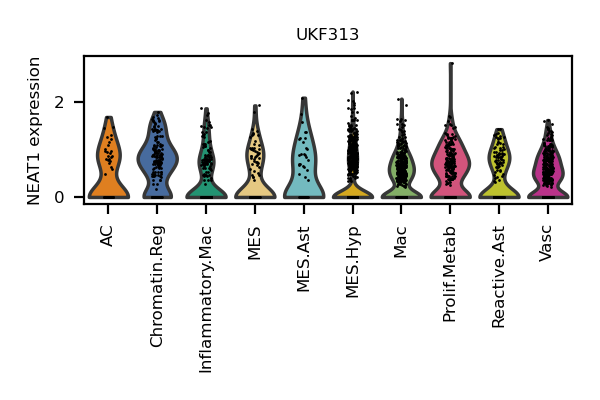 UKF313
NEAT1 expression
2
0
AC
Chromatin.Reg
Inflammatory.Mac
MES
MES.Ast
MES.Hyp
Mac
Prolif.Metab
Reactive.Ast
Vasc